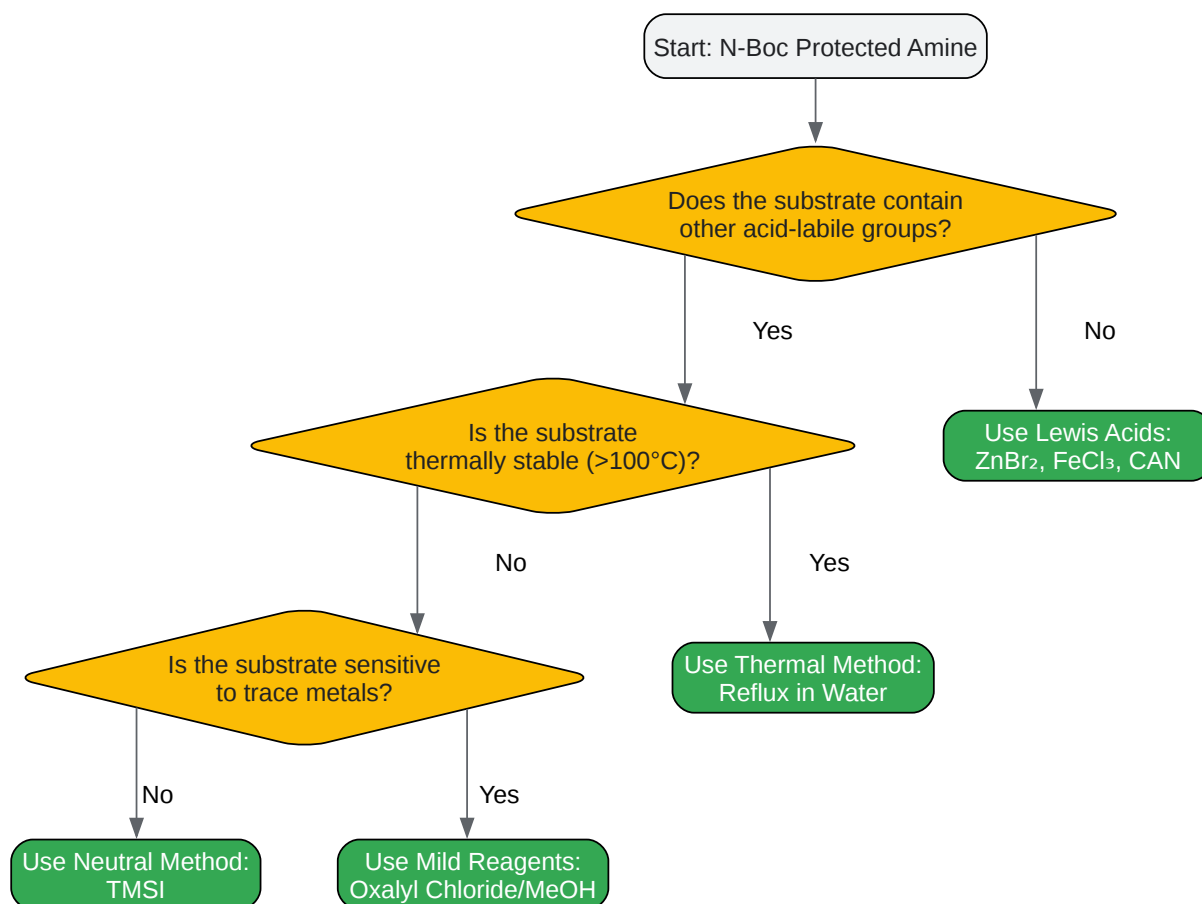 Start: N-Boc Protected Amine
Does the substrate contain
other acid-labile groups?
Yes
No
Is the substrate
thermally stable (>100°C)?
Use Lewis Acids:
ZnBr₂, FeCl₃, CAN
No
Yes
Is the substrate sensitive
to trace metals?
Use Thermal Method:
Reflux in Water
No
Yes
Use Neutral Method:
TMSI
Use Mild Reagents:
Oxalyl Chloride/MeOH